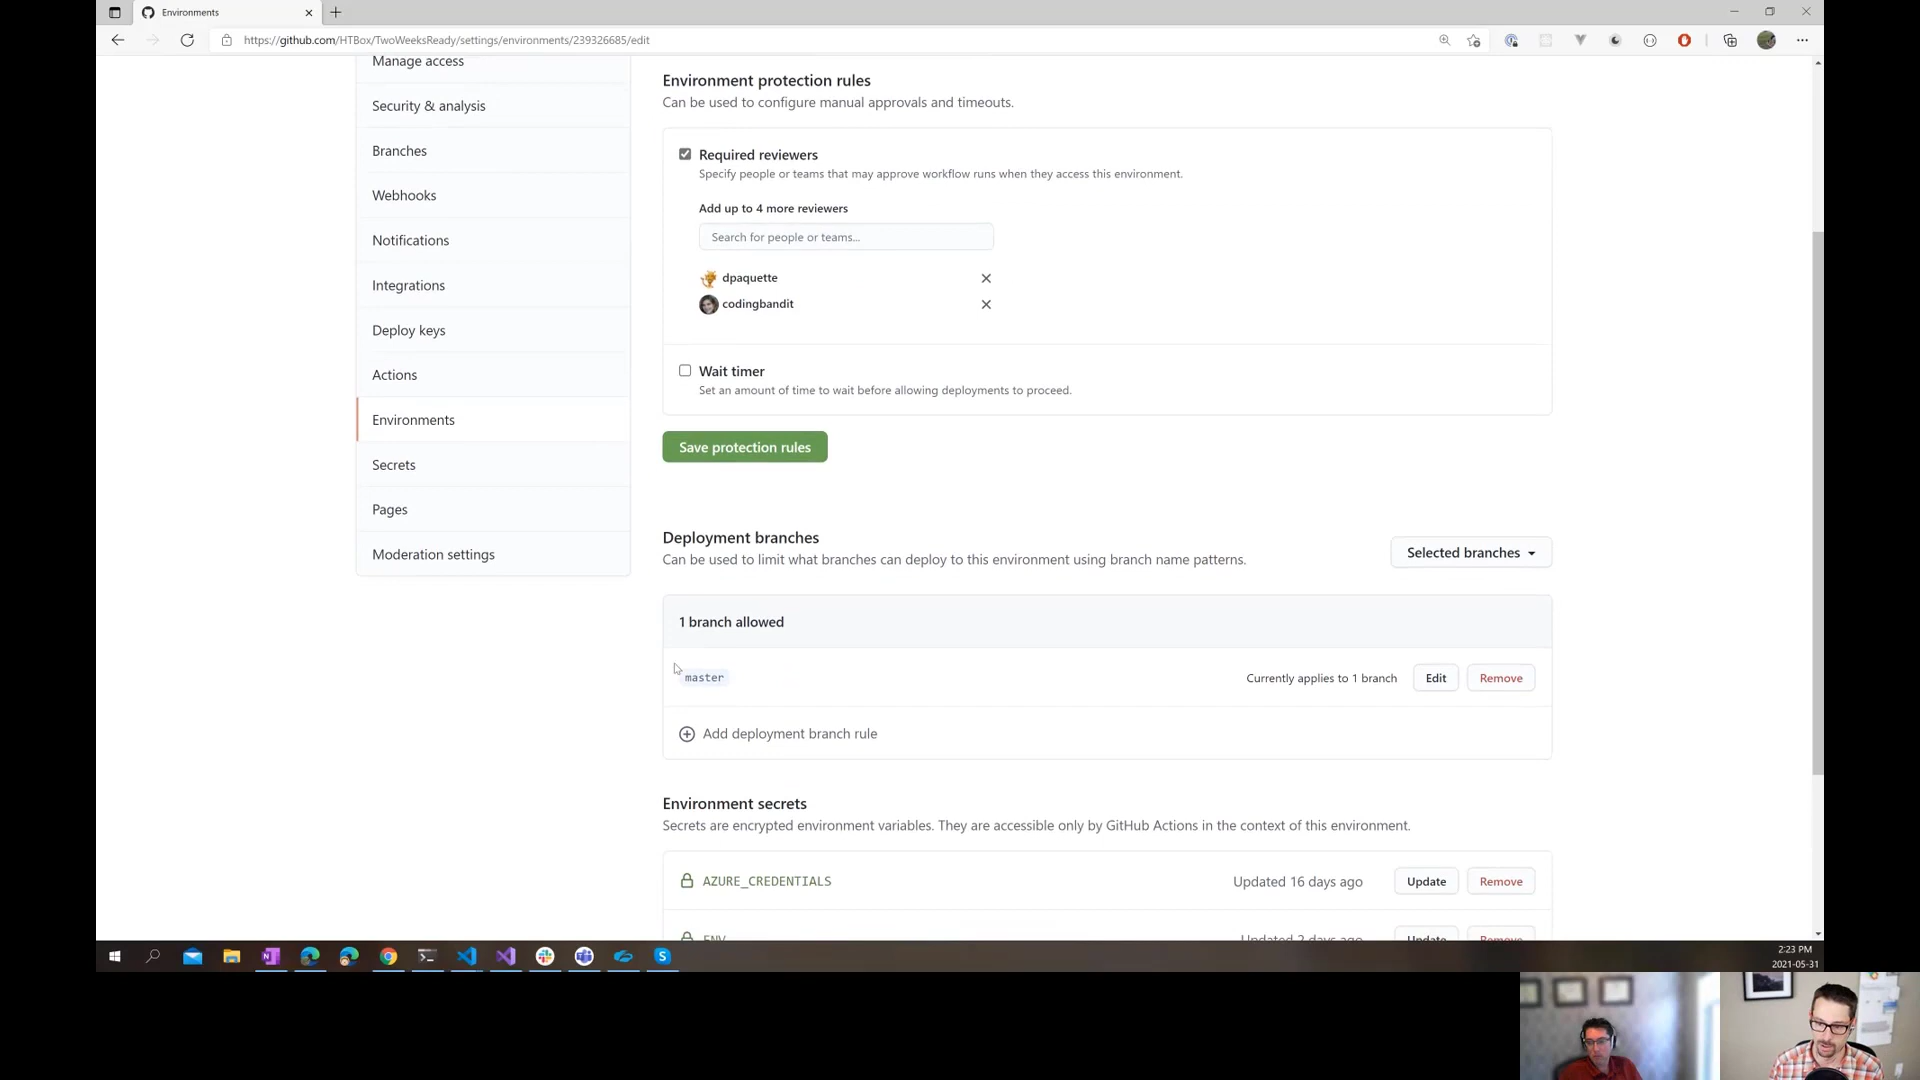 Environments
https://github.com/HTBox/TwoWeeksReady/settings/environments/239326685/edit
Manage access
Security & analysis
Branches
Webhooks
Notifications
Integrations
Deploy keys
Actions
Environments
Secrets
Pages
Moderation settings
Environment protection rules
Can be used to configure manual approvals and timeouts.
Required reviewers
Specify people or teams that may approve workflow runs when they access this environment.
Add up to 4 more reviewers
Search for people or teams...
dpaquette
codingbandit
Wait timer
Set an amount of time to wait before allowing deployments to proceed.
Save protection rules
Deployment branches
Can be used to limit what branches can deploy to this environment using branch name patterns.
Selected branches
1 branch allowed
master
Currently applies to 1 branch
Edit
Remove
Add deployment branch rule
Environment secrets
Secrets are encrypted environment variables. They are accessible only by GitHub Actions in the context of this environment.
AZURE_CREDENTIALS
Updated 16 days ago
Update
Remove
ENV
Updated 2 days ago
Update
Remove
2:23 PM
2021-05-31